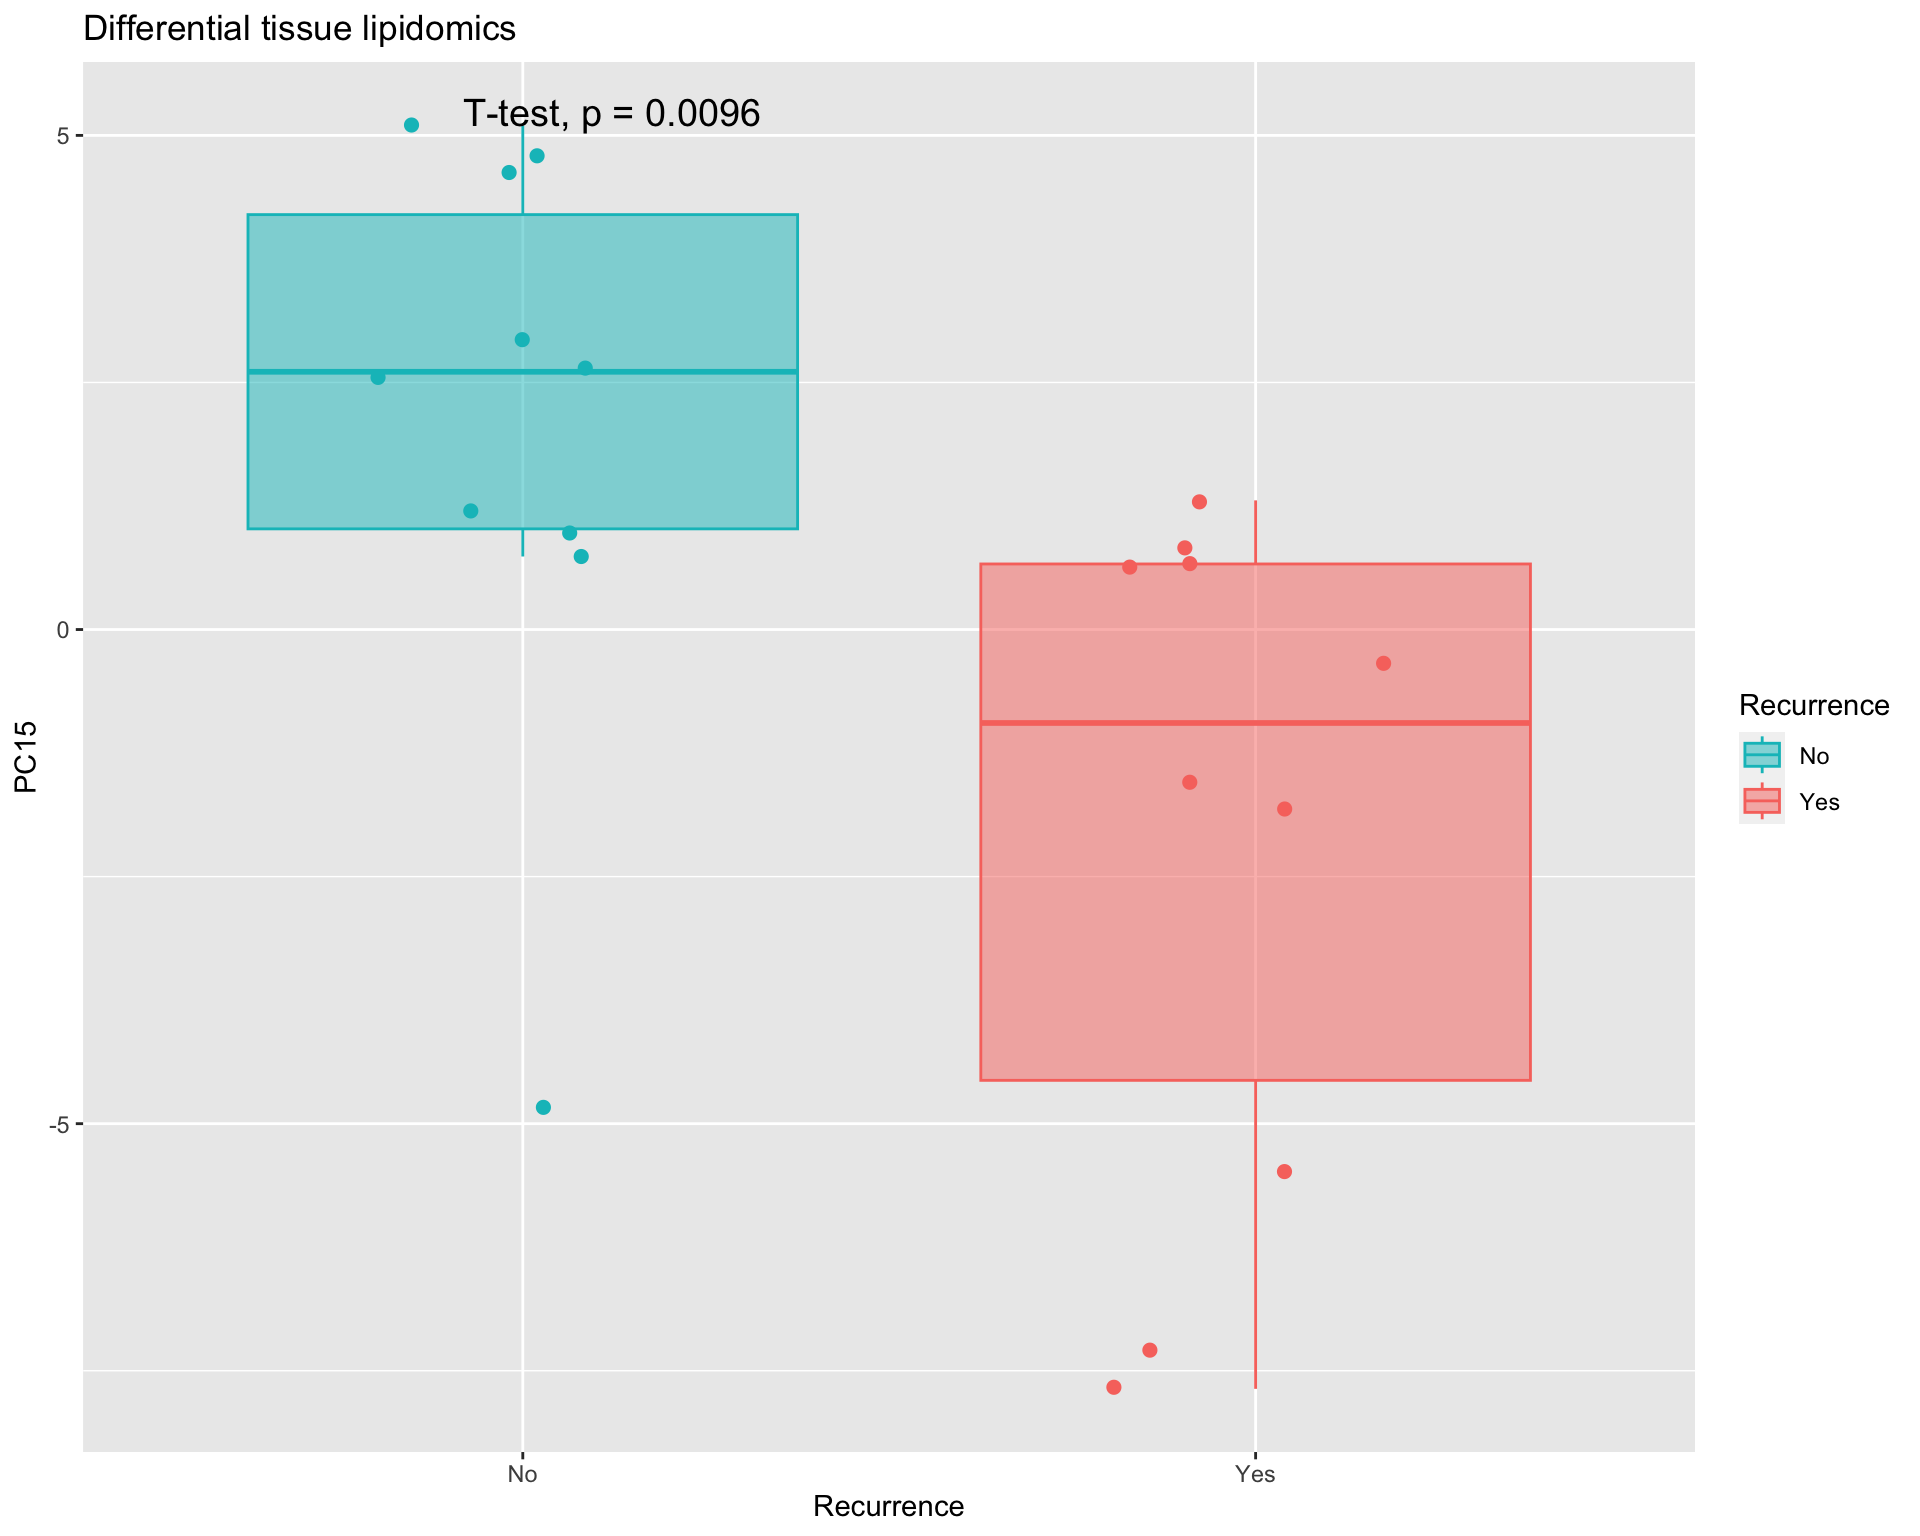 Differential tissue lipidomics
T-test, p = 0.0096
5
0
-5
PC15
No
Yes
Recurrence
Recurrence
No
Yes